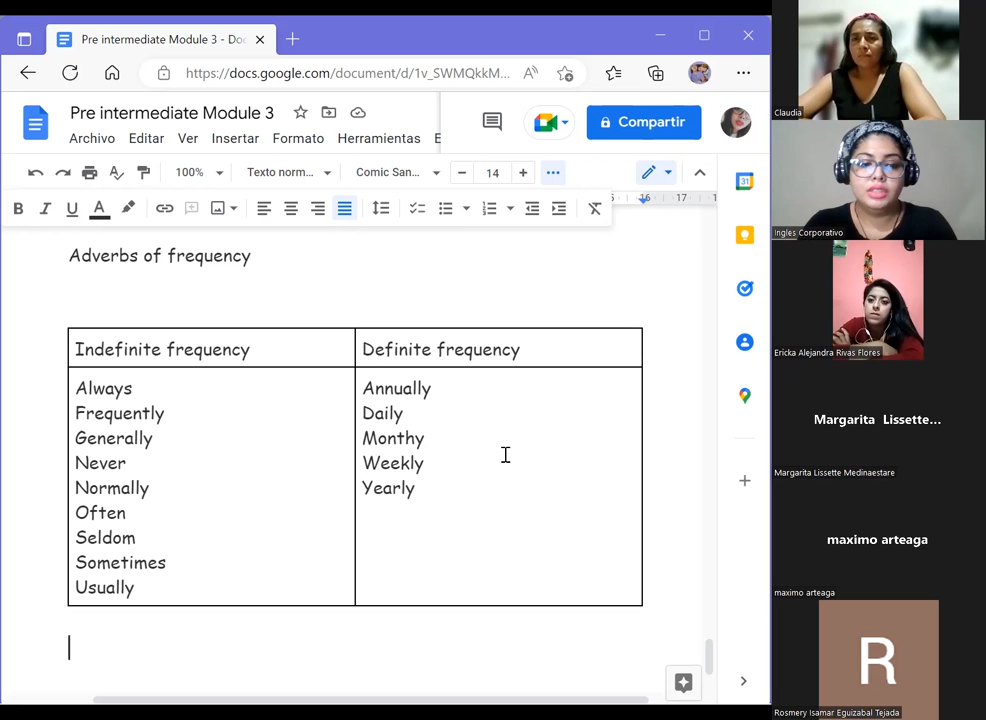 Pre intermediate Module 3 - Doc
https://docs.google.com/document/d/1v_SWMQkkM...
Pre intermediate Module 3
Archivo Editar Ver Insertar Formato Herramientas E
Compartir
100% Texto norm... Comic San... 14
16 17 1
Adverbs of frequency
Indefinite frequency Definite frequency
Always Annually
Frequently Daily
Generally Monthy
Never Weekly
Normally Yearly
Often
Seldom
Sometimes
Usually
Claudia
Ingles Corporativo
Ericka Alejandra Rivas Flores
Margarita Lissette...
Margarita Lissette Medinaestare
maximo arteaga
maximo arteaga
R
Rosmery Isamar Eguizabal Tejada